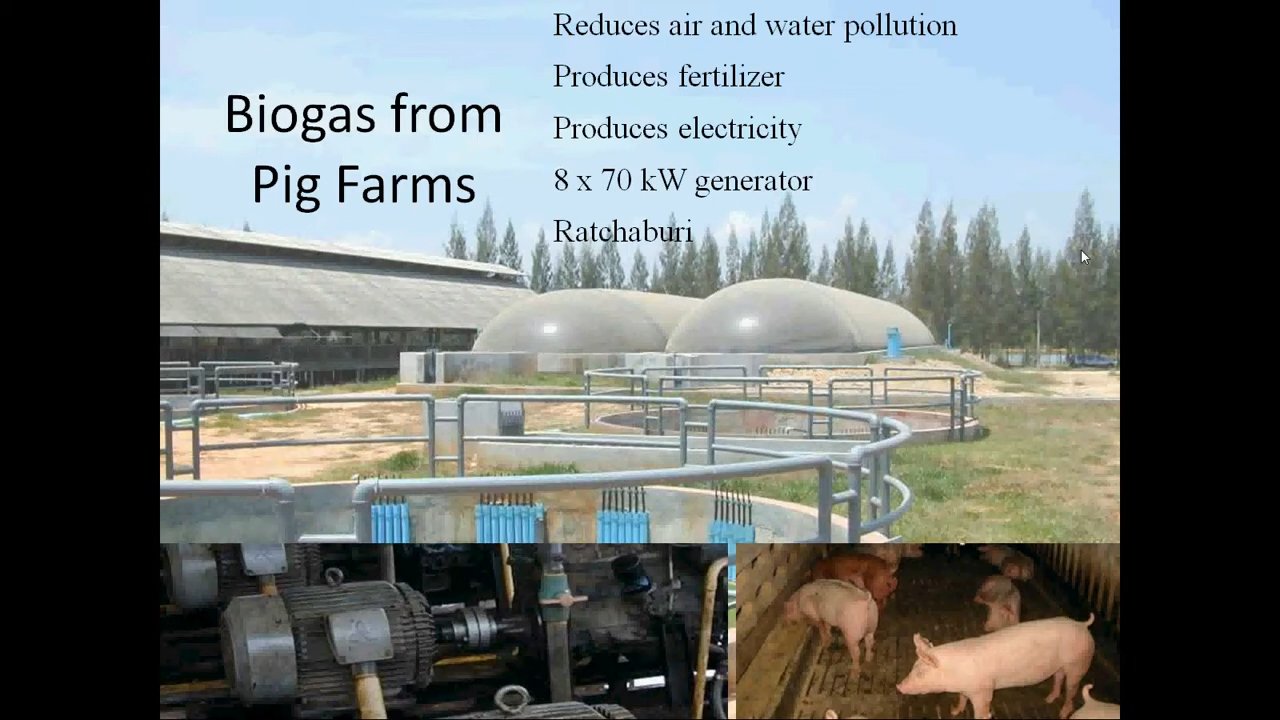 Biogas from
Pig Farms
Reduces air and water pollution
Produces fertilizer
Produces electricity
8 x 70 kW generator
Ratchaburi